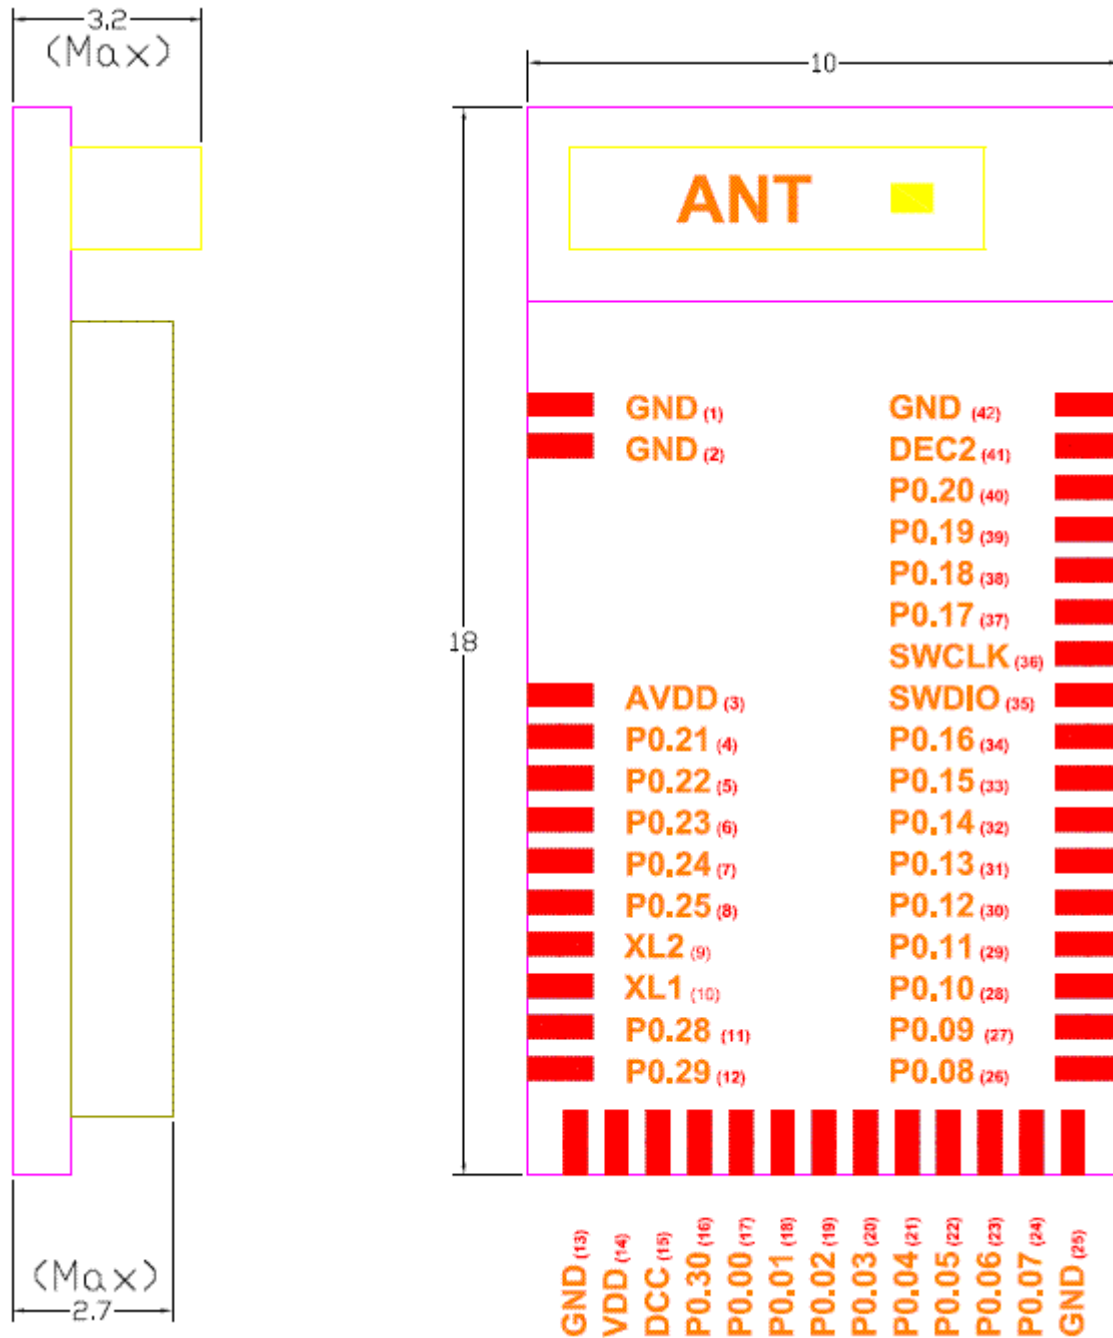 3.2
(Max)
10
ANT
18
GND (1)
GND (42)
GND (2)
DEC2 (41)
P0.20 (40)
P0.19 (39)
P0.18 (38)
P0.17 (37)
SWCLK (36)
AVDD (3)
SWDIO (35)
P0.21 (4)
P0.16 (34)
P0.22 (5)
P0.15 (33)
P0.23 (6)
P0.14 (32)
P0.24 (7)
P0.13 (31)
P0.25 (8)
P0.12 (30)
XL2 (9)
P0.11 (29)
XL1 (10)
P0.10 (28)
P0.28 (11)
P0.09 (27)
P0.29 (12)
P0.08 (26)
GND (13)
VDD (14)
DCC (15)
P0.30 (16)
P0.00 (17)
P0.01 (18)
P0.02 (19)
P0.03 (20)
P0.04 (21)
P0.05 (22)
P0.06 (23)
P0.07 (24)
GND (25)
(Max)
2.7